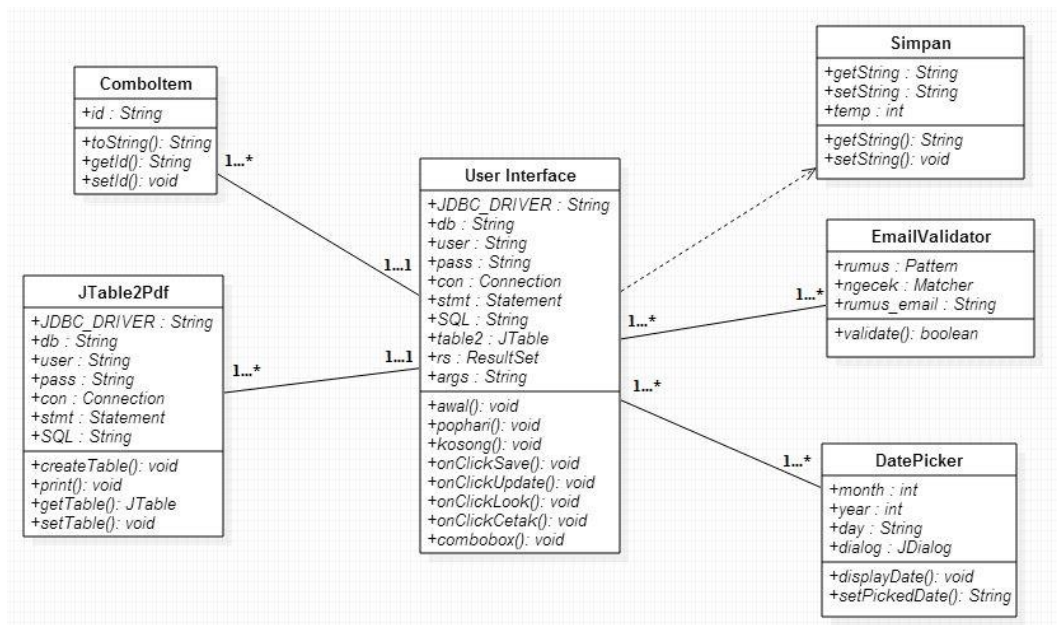 ComboItem
+id : String
+toString(): String
+getId(): String
+setId(): void
1...*
1...1
JTable2Pdf
+JDBC_DRIVER : String
+db : String
+user : String
+pass : String
+con : Connection
+stmt : Statement
+SQL : String
+createTable(): void
+print(): void
+getTable(): JTable
+setTable(): void
1...*
1...1
User Interface
+JDBC_DRIVER : String
+db : String
+user : String
+pass : String
+con : Connection
+stmt : Statement
+SQL : String
+table2 : JTable
+rs : ResultSet
+args : String
+awal(): void
+pophari(): void
+kosong(): void
+onClickSave(): void
+onClickUpdate(): void
+onClickLook(): void
+onClickCetak(): void
+combobox(): void
Simpan
+getString : String
+setString : String
+temp : int
+getString(): String
+setString(): void
1...*
1...*
EmailValidator
+rumus : Pattern
+ngecek : Matcher
+rumus_email : String
+validate(): boolean
1...*
1...*
DatePicker
+month : int
+year : int
+day : String
+dialog : JDialog
+displayDate(): void
+setPickedDate(): String